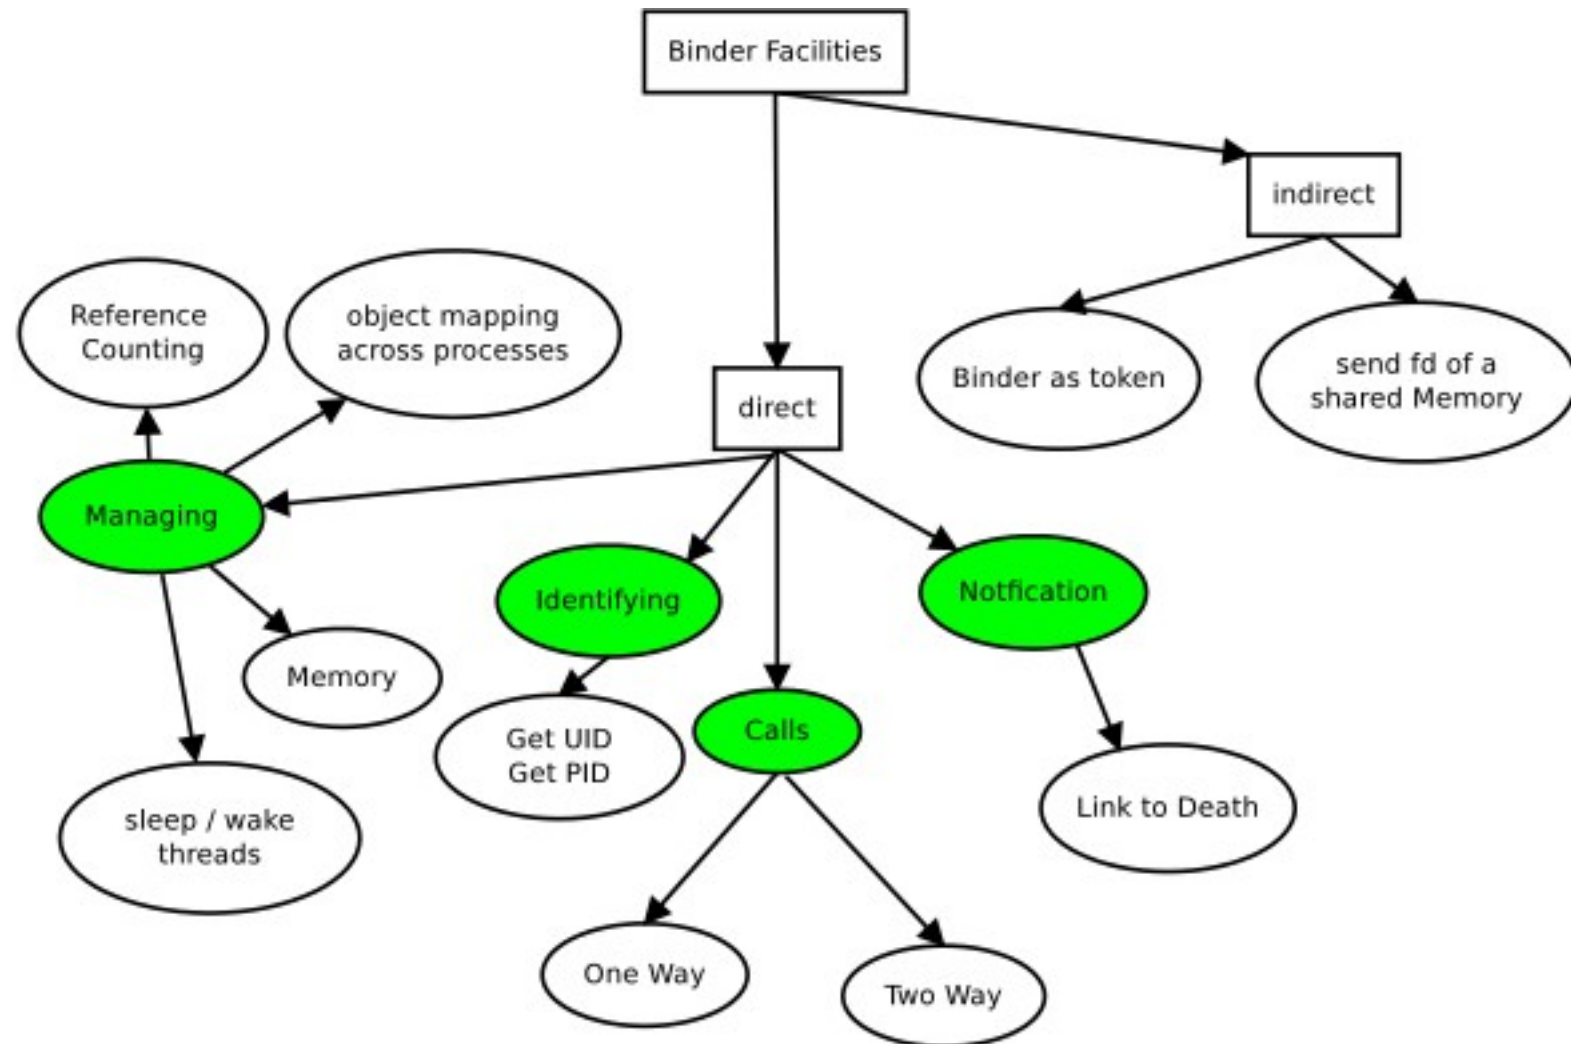 Binder Facilities
indirect
Reference
Counting
object mapping
across processes
Binder as token
send fd of a
shared Memory
direct
Managing
Identifying
Notfication
Memory
Get UID
Get PID
Calls
Link to Death
sleep / wake
threads
One Way
Two Way